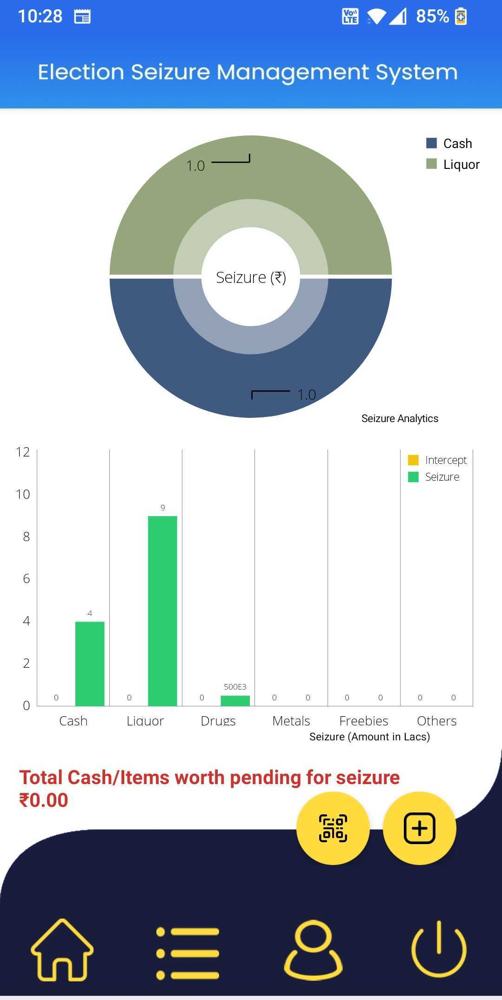 10:28
Vo))
LTE
85%
Election Seizure Management System
Cash
Liquor
1.0
Seizure (₹)
1.0
Seizure Analytics
12
10
8
6
4
2
0
Intercept
Seizure
0
4
0
9
0
500E3
0
0
0
0
0
0
Cash
Liquor
Drugs
Metals
Freebies
Others
Seizure (Amount in Lacs)
Total Cash/Items worth pending for seizure
₹0.00